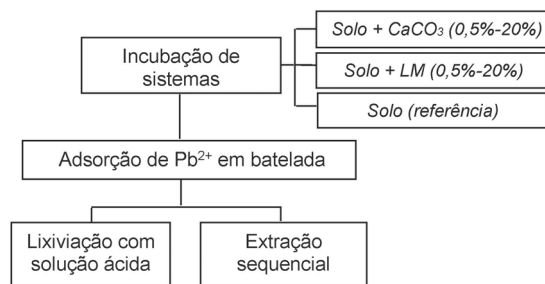 Incubação de
sistemas
Solo + CaCO₃ (0,5%-20%)
Solo + LM (0,5%-20%)
Solo (referência)
Adsorção de Pb²⁺ em batelada
Lixiviação com
solução ácida
Extração
sequencial